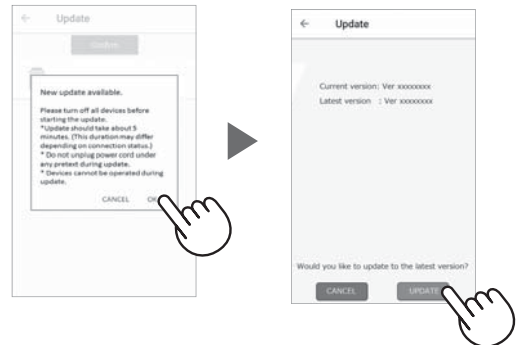 Update
Confirm
New update available.
Please turn off all devices before
starting the update.
*Update should take about 5
minutes. (This duration may differ
depending on connection status.)
* Do not unplug power cord under
any pretext during update.
* Devices cannot be operated during
update.
CANCEL OK
Update
Current version: Ver xxxxxxxx
Latest version : Ver xxxxxxxx
Would you like to update to the latest version?
CANCEL UPDATE